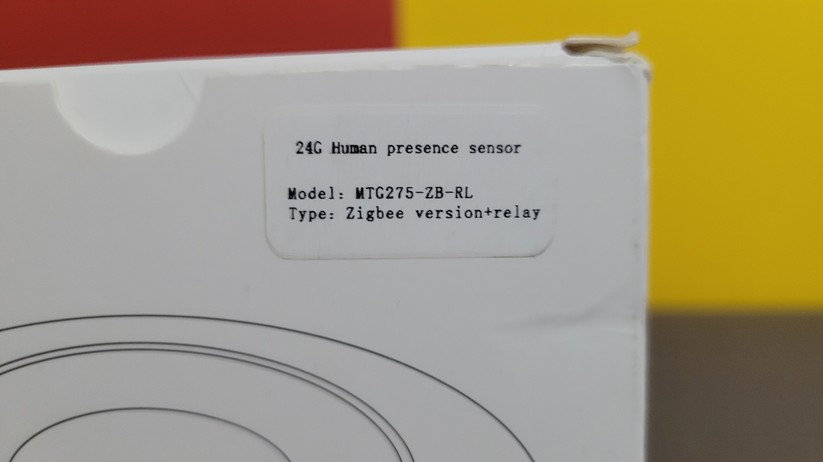 24G Human presence sensor
Model: MTG275-ZB-RL
Type: Zigbee version+relay